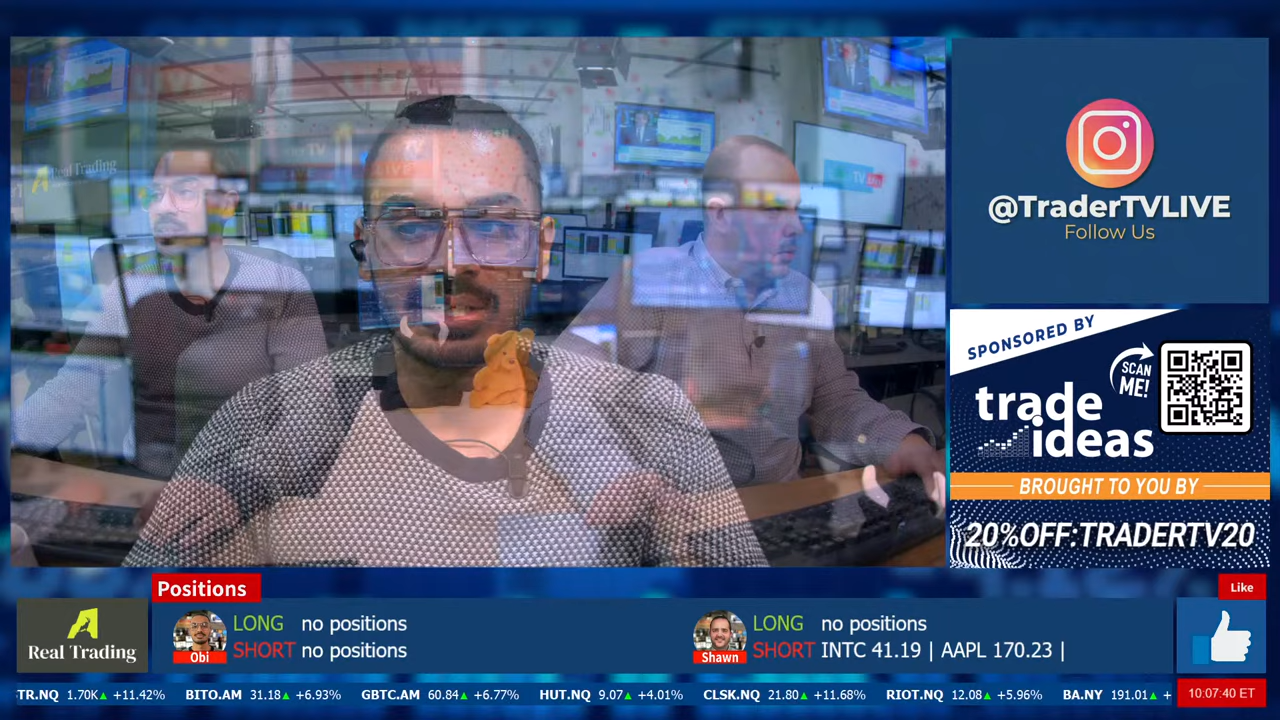 Real Trading
TV
LIVE
@TraderTVLIVE
Follow Us
SPONSORED BY
SCAN
ME!
trade
ideas
BROUGHT TO YOU BY
20%OFF:TRADERTV20
Positions
Like
Real Trading
Obi
LONG no positions
SHORT no positions
Shawn
LONG no positions
SHORT INTC 41.19 | AAPL 170.23 |
TR.NQ 1.70K▲ +11.42% BITO.AM 31.18▲ +6.93% GBTC.AM 60.84▲ +6.77% HUT.NQ 9.07▲ +4.01% CLSK.NQ 21.80▲ +11.68% RIOT.NQ 12.08▲ +5.96% BA.NY 191.01▲ +
10:07:40 ET